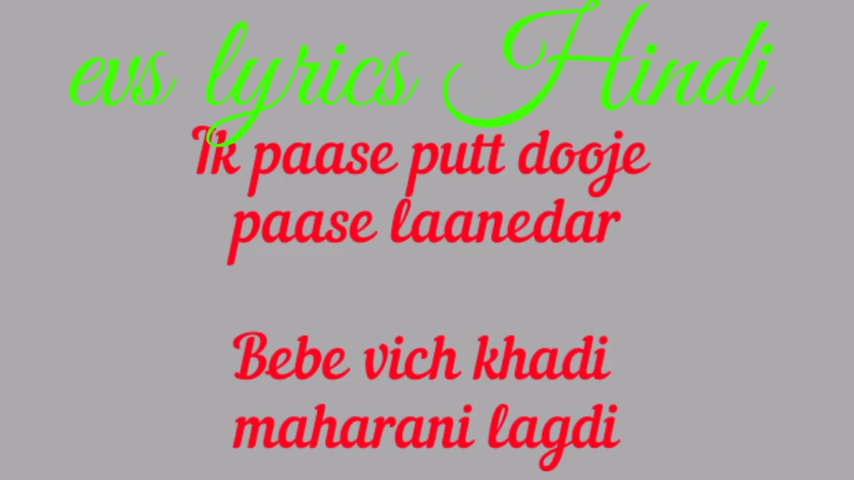 evs lyrics Hindi
Ik paase putt dooje
paase laanedar
Bebe vich khadi
maharani lagdi